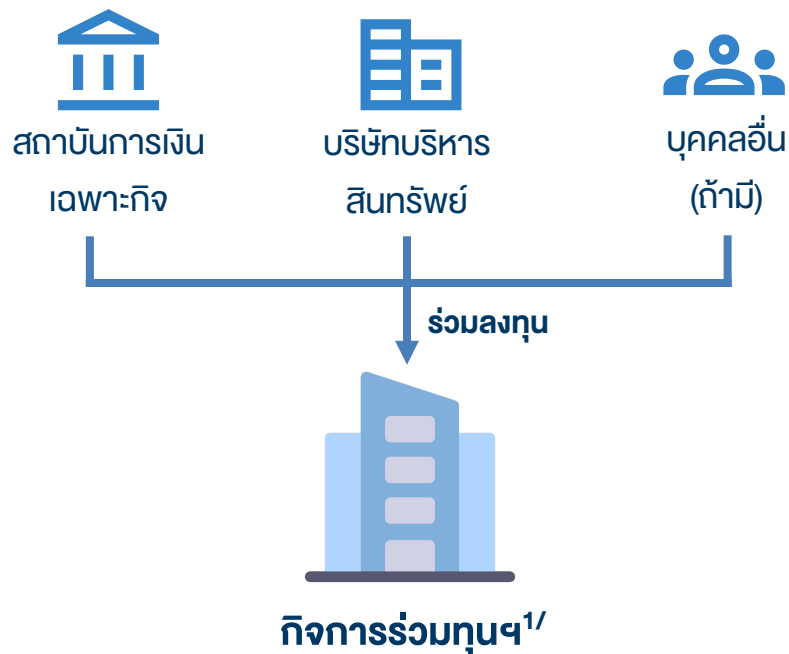 สถาบันการเงิน
เฉพาะกิจ
บริษัทบริหาร
สินทรัพย์
บุคคลอื่น
(ถ้ามี)
ร่วมลงทุน
กิจการร่วมทุนฯ1/